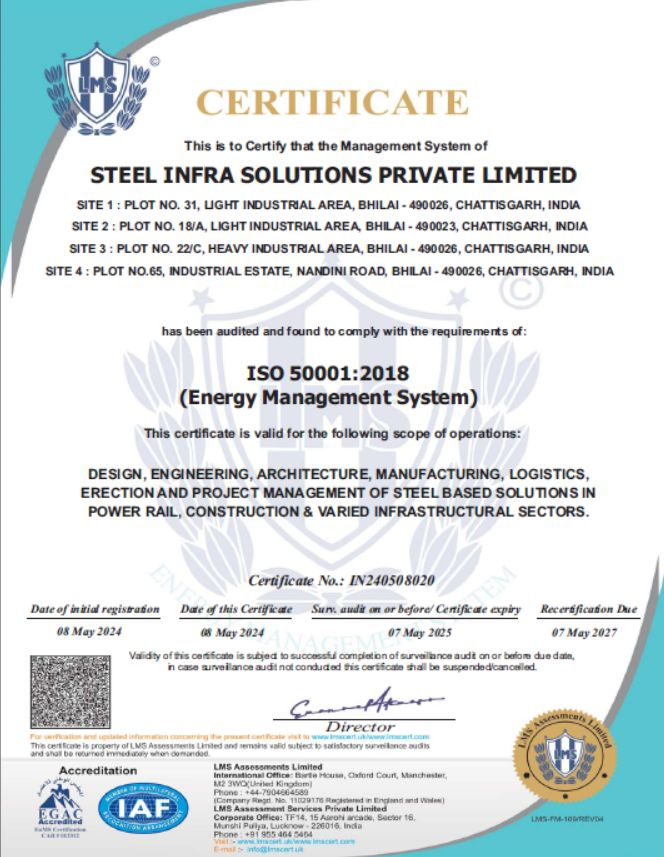 LMS
©
CERTIFICATE
This is to Certify that the Management System of
STEEL INFRA SOLUTIONS PRIVATE LIMITED
SITE 1 : PLOT NO. 31, LIGHT INDUSTRIAL AREA, BHILAI - 490026, CHATTISGARH, INDIA
SITE 2 : PLOT NO. 18/A, LIGHT INDUSTRIAL AREA, BHILAI - 490023, CHATTISGARH, INDIA
SITE 3 : PLOT NO. 22/C, HEAVY INDUSTRIAL AREA, BHILAI - 490026, CHATTISGARH, INDIA
SITE 4 : PLOT NO.65, INDUSTRIAL ESTATE, NANDINI ROAD, BHILAI - 490026, CHATTISGARH, INDIA
©
has been audited and found to comply with the requirements of:
ISO 50001:2018
(Energy Management System)
LMS
This certificate is valid for the following scope of operations:
DESIGN, ENGINEERING, ARCHITECTURE, MANUFACTURING, LOGISTICS,
ERECTION AND PROJECT MANAGEMENT OF STEEL BASED SOLUTIONS IN
POWER RAIL, CONSTRUCTION & VARIED INFRASTRUCTURAL SECTORS.
ENERGY MANAGEMENT SYSTEM
Certificate No.: IN240508020
Date of initial registration Date of this Certificate Surv. audit on or before/ Certificate expiry Recertification Due
08 May 2024 08 May 2024 07 May 2025 07 May 2027
Validity of this certificate is subject to successful completion of surveillance audit on or before due date,
in case surveillance audit not conducted this certificate shall be suspended/cancelled.
Director
For verification and updated information concerning the present certificate visit to www.lmscert.uk/www.lmscert.com
This certificate is property of LMS Assessments Limited and remains valid subject to satisfactory surveillance audits
and shall be returned immediately when demanded.
LMS Assessments Limited
LMS
LMS-FM-109/REV04
Accreditation
EGAC
Accredited
EnMS Certification
IAF
MEMBER OF MULTILATERAL
RECOGNITION ARRANGEMENT
LMS Assessments Limited
International Office: Bartle House, Oxford Court, Manchester,
M2 3WQ(United Kingdom)
Phone : +44-7904664589
(Company Regd. No. 11029176 Registered in England and Wales)
LMS Assessment Services Private Limited
Corporate Office: TF14, 15 Aarohi arcade, Sector 16,
Munshi Puliya, Lucknow - 226016, India
Phone : +91 955 464 5464
Visit :- www.lmscert.uk/www.lmscert.com
E-mail :- info@lmscert.uk